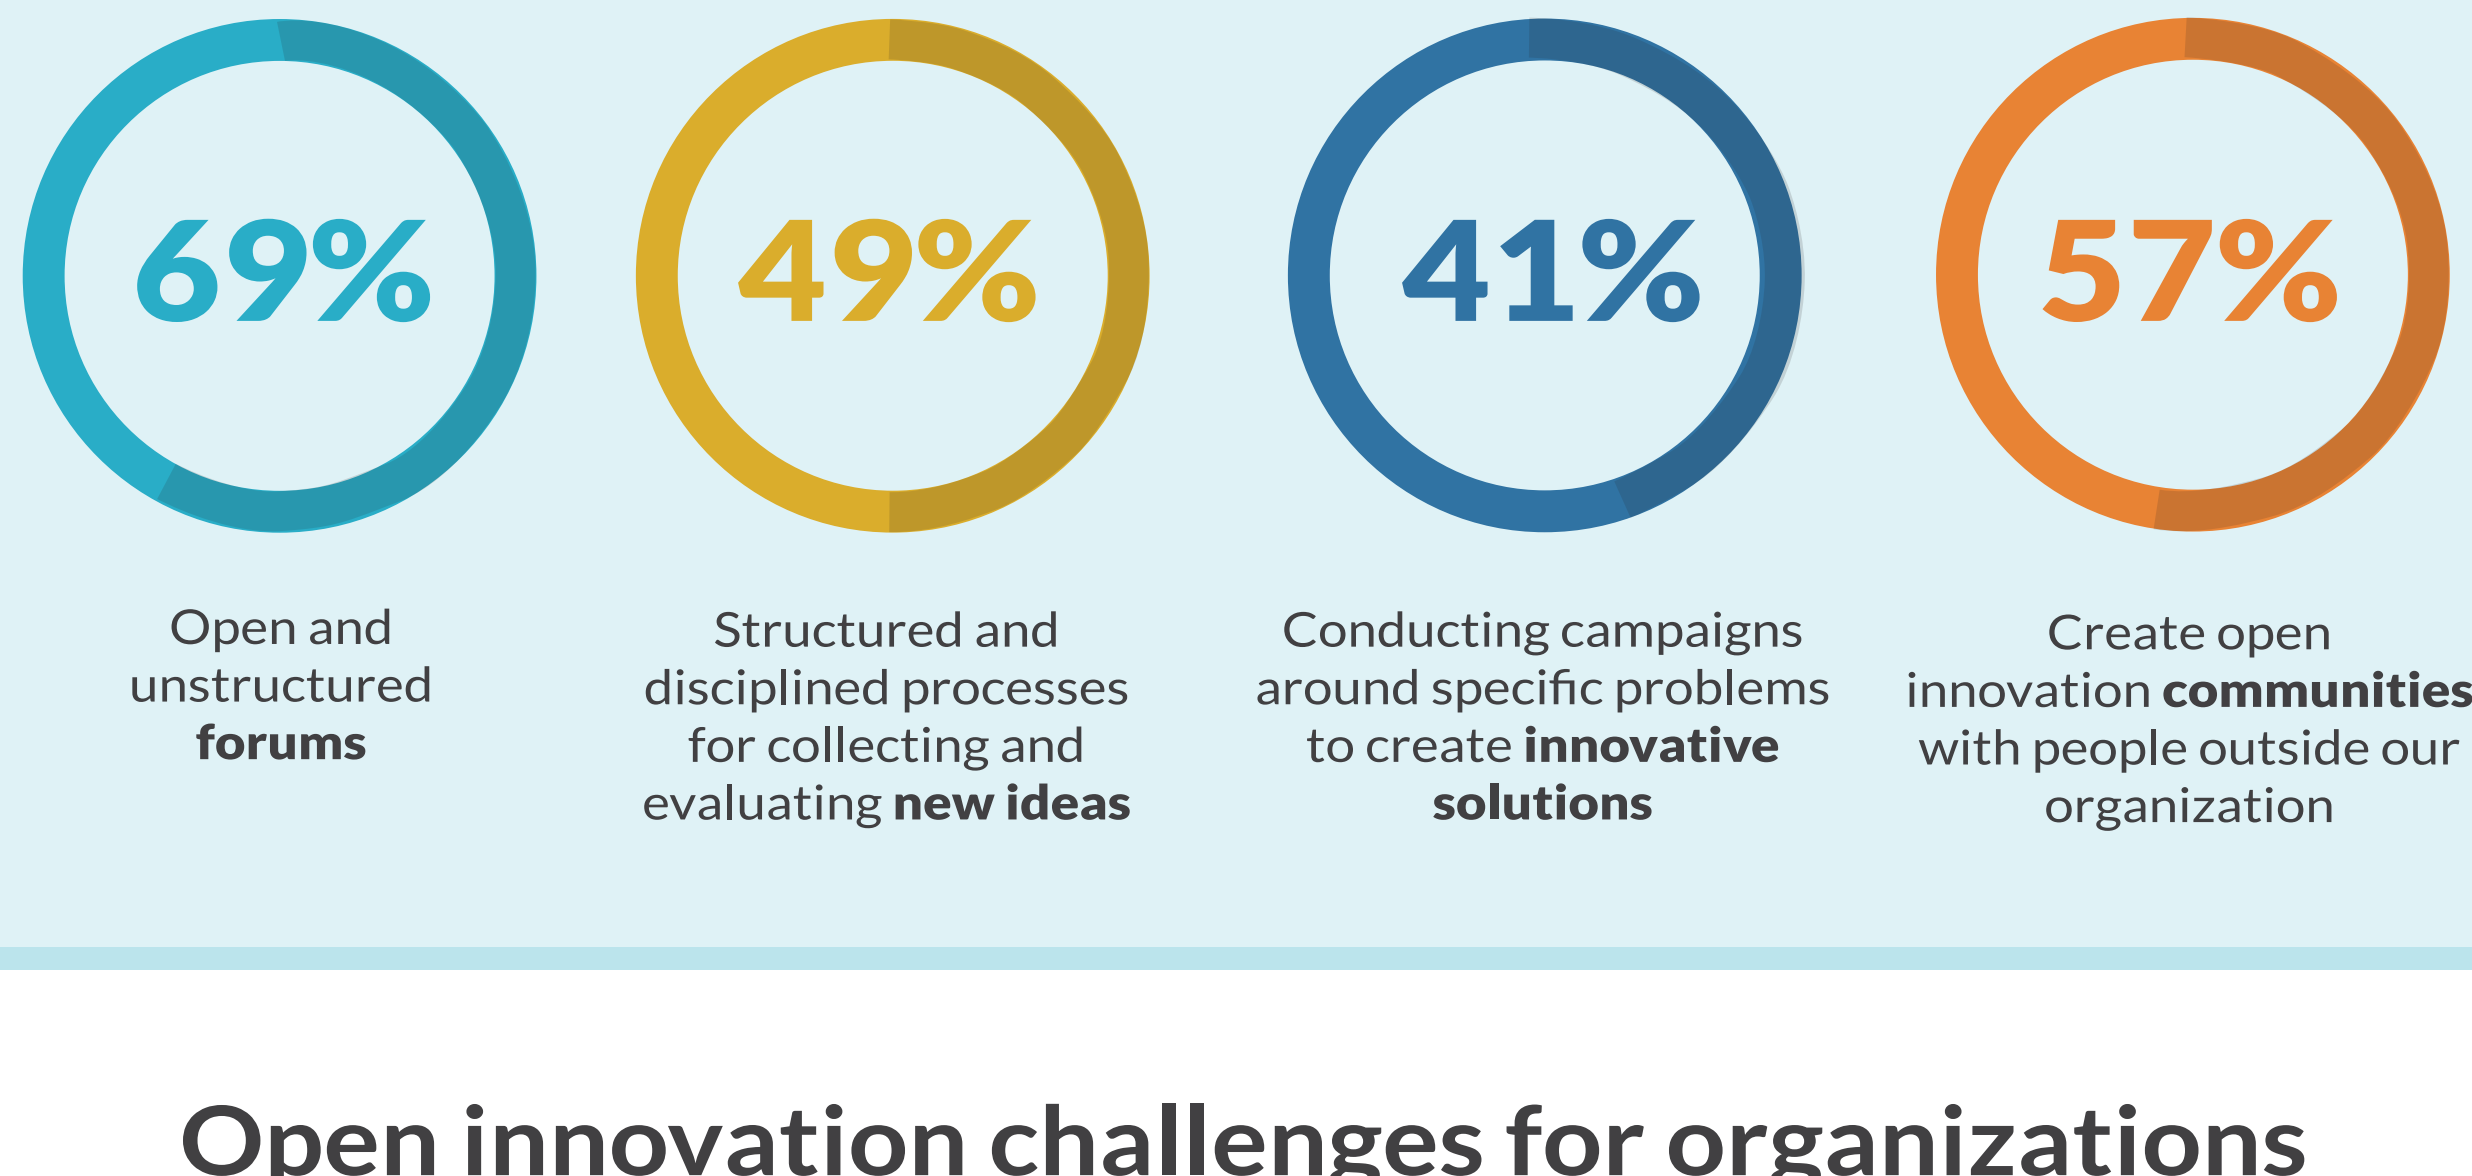 69%
Open and
unstructured
forums
49%
Structured and
disciplined processes
for collecting and
evaluating new ideas
41%
Conducting campaigns
around specific problems
to create innovative
solutions
57%
Create open
innovation communities
with people outside our
organization
Open innovation challenges for organizations